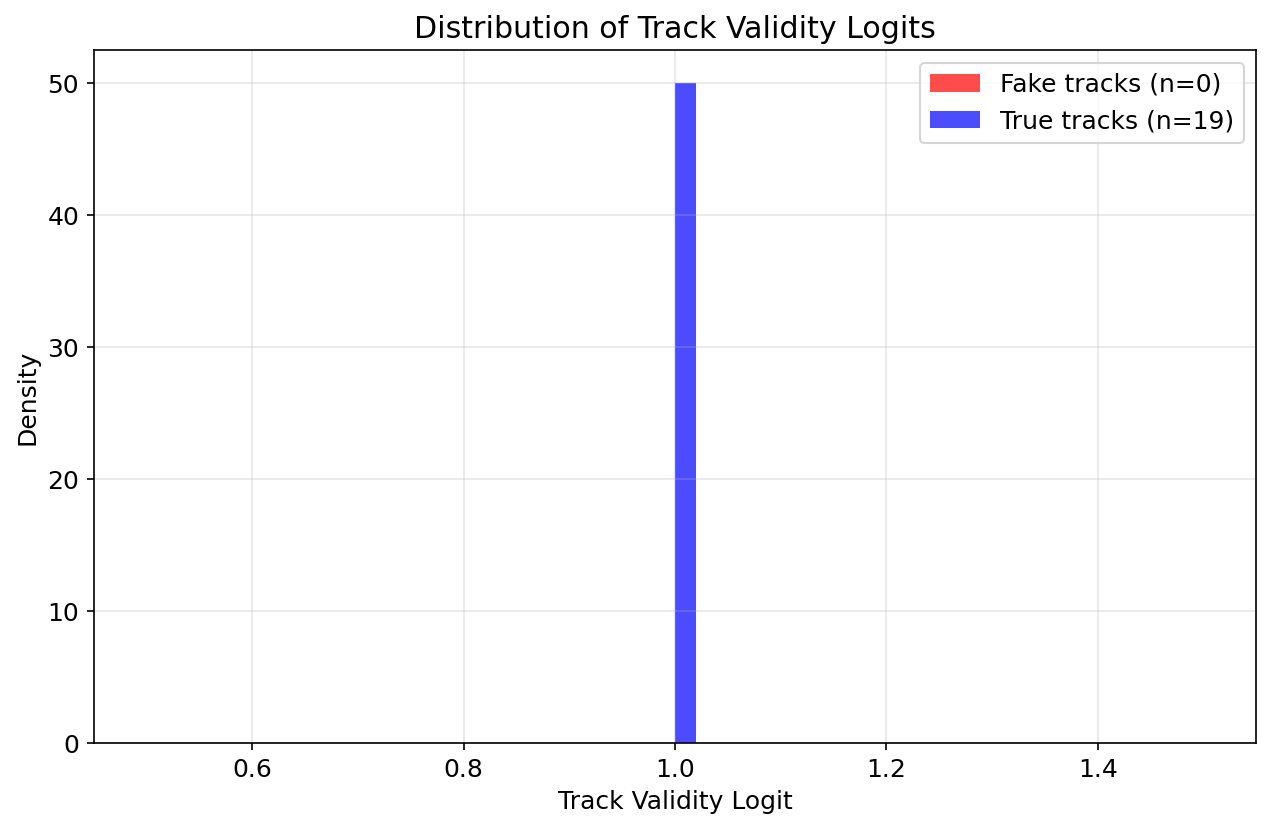 Distribution of Track Validity Logits
Fake tracks (n=0)
True tracks (n=19)
50
40
30
20
10
0
Density
0.6
0.8
1.0
1.2
1.4
Track Validity Logit